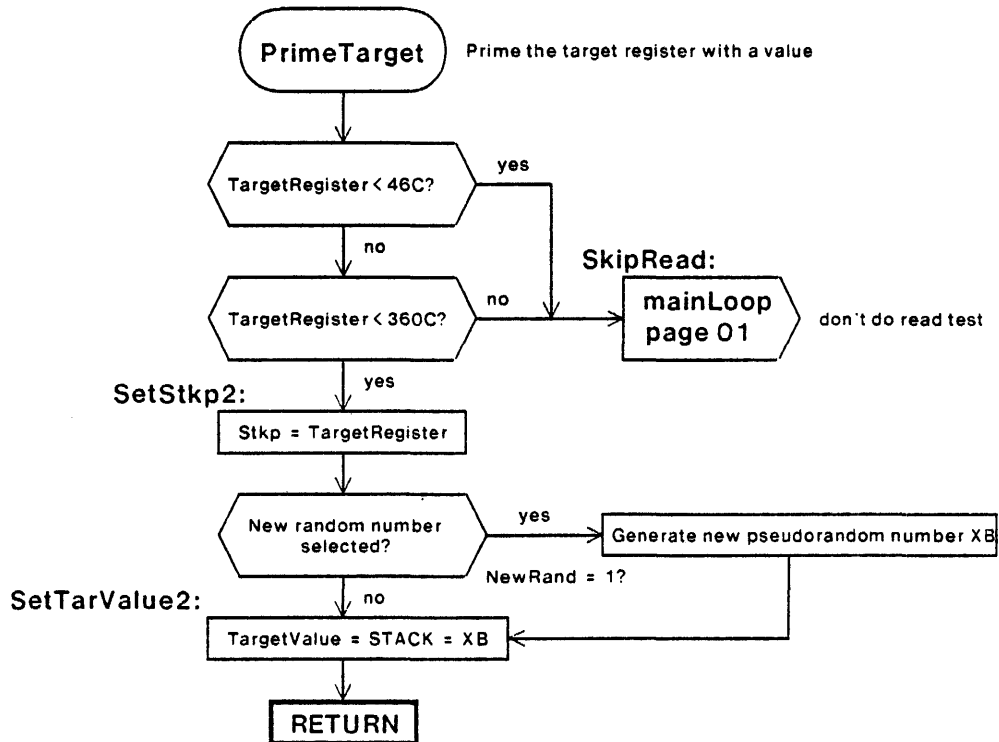 PrimeTarget
Prime the target register with a value
TargetRegister < 46C?
yes
no
SkipRead:
TargetRegister < 360C?
no
mainLoop
page 01
don't do read test
yes
SetStkp2:
Stkp = TargetRegister
New random number
selected?
yes
Generate new pseudorandom number XB
NewRand = 1?
no
SetTarValue2:
TargetValue = STACK = XB
RETURN